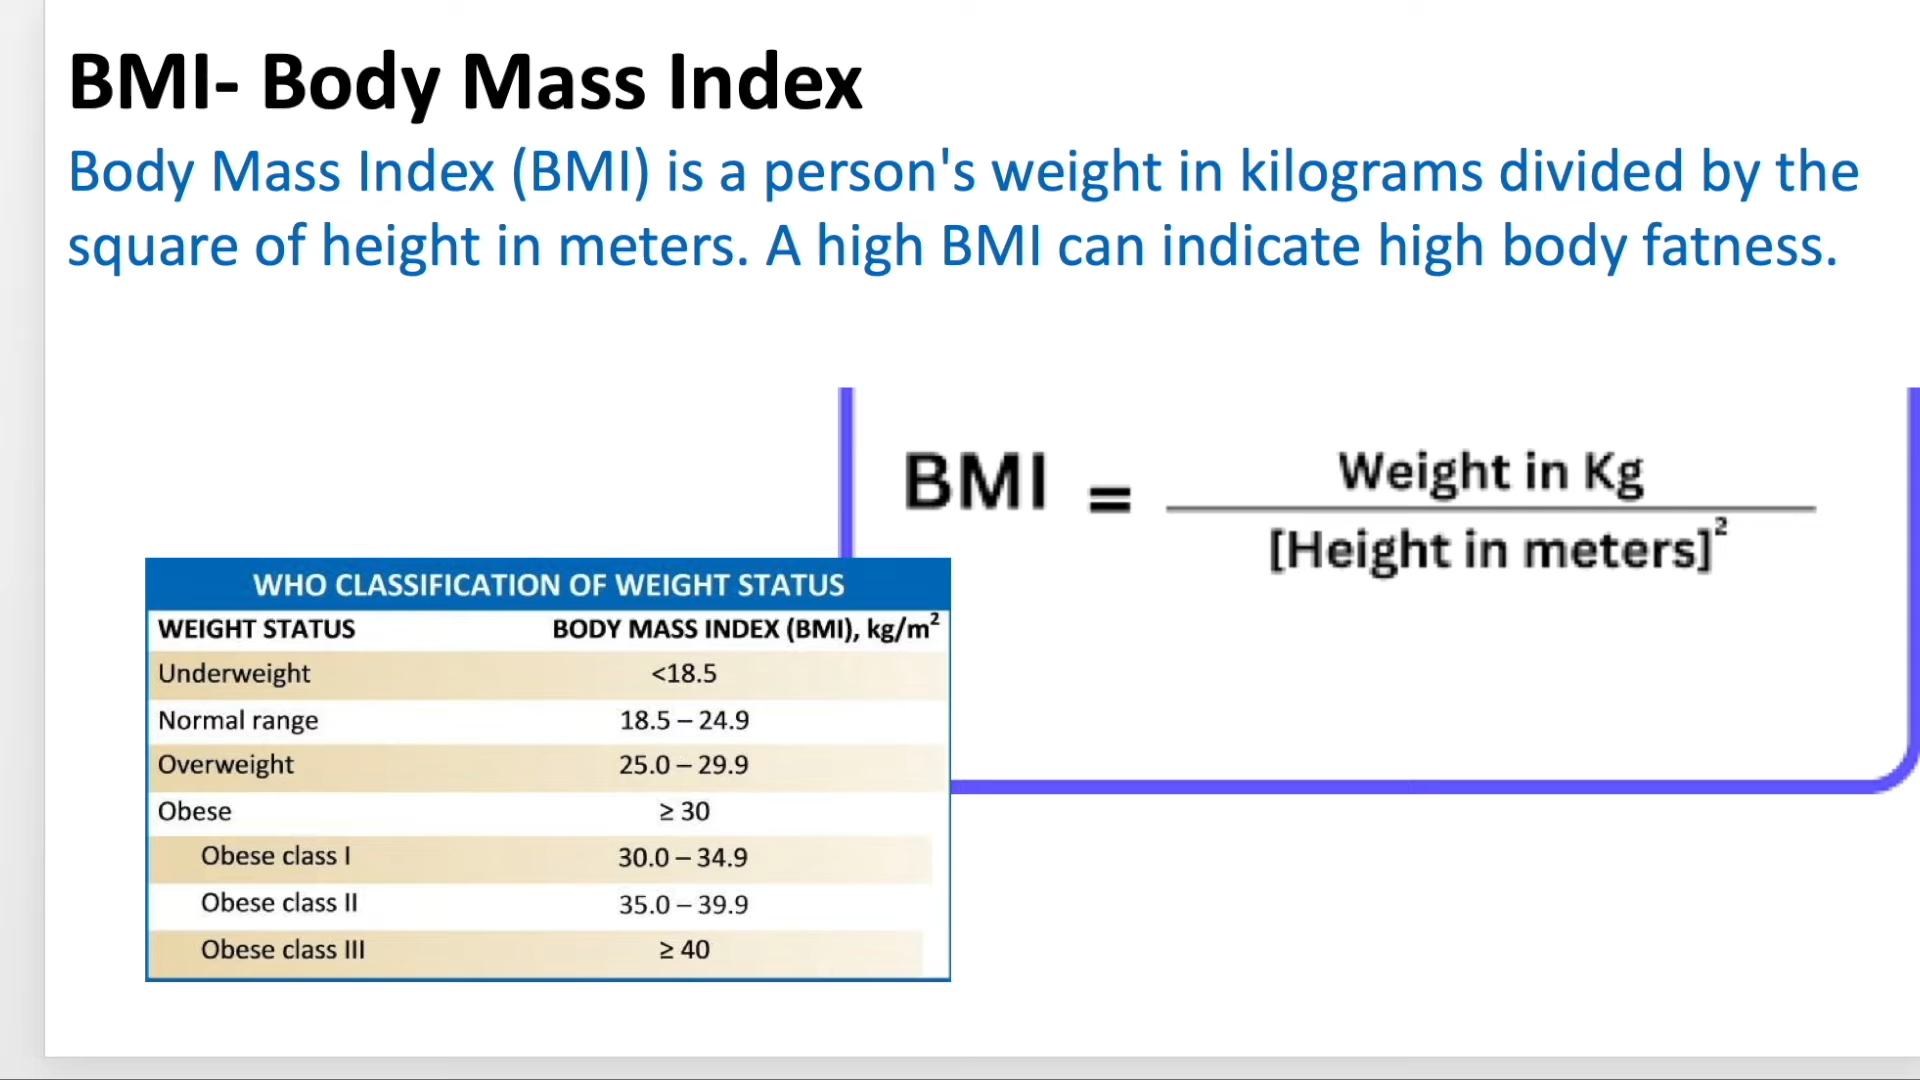 BMI- Body Mass Index
Body Mass Index (BMI) is a person's weight in kilograms divided by the
square of height in meters. A high BMI can indicate high body fatness.
BMI = Weight in Kg
[Height in meters]²
WHO CLASSIFICATION OF WEIGHT STATUS
WEIGHT STATUS BODY MASS INDEX (BMI), kg/m²
Underweight <18.5
Normal range 18.5 – 24.9
Overweight 25.0 – 29.9
Obese ≥ 30
Obese class I 30.0 – 34.9
Obese class II 35.0 – 39.9
Obese class III ≥ 40